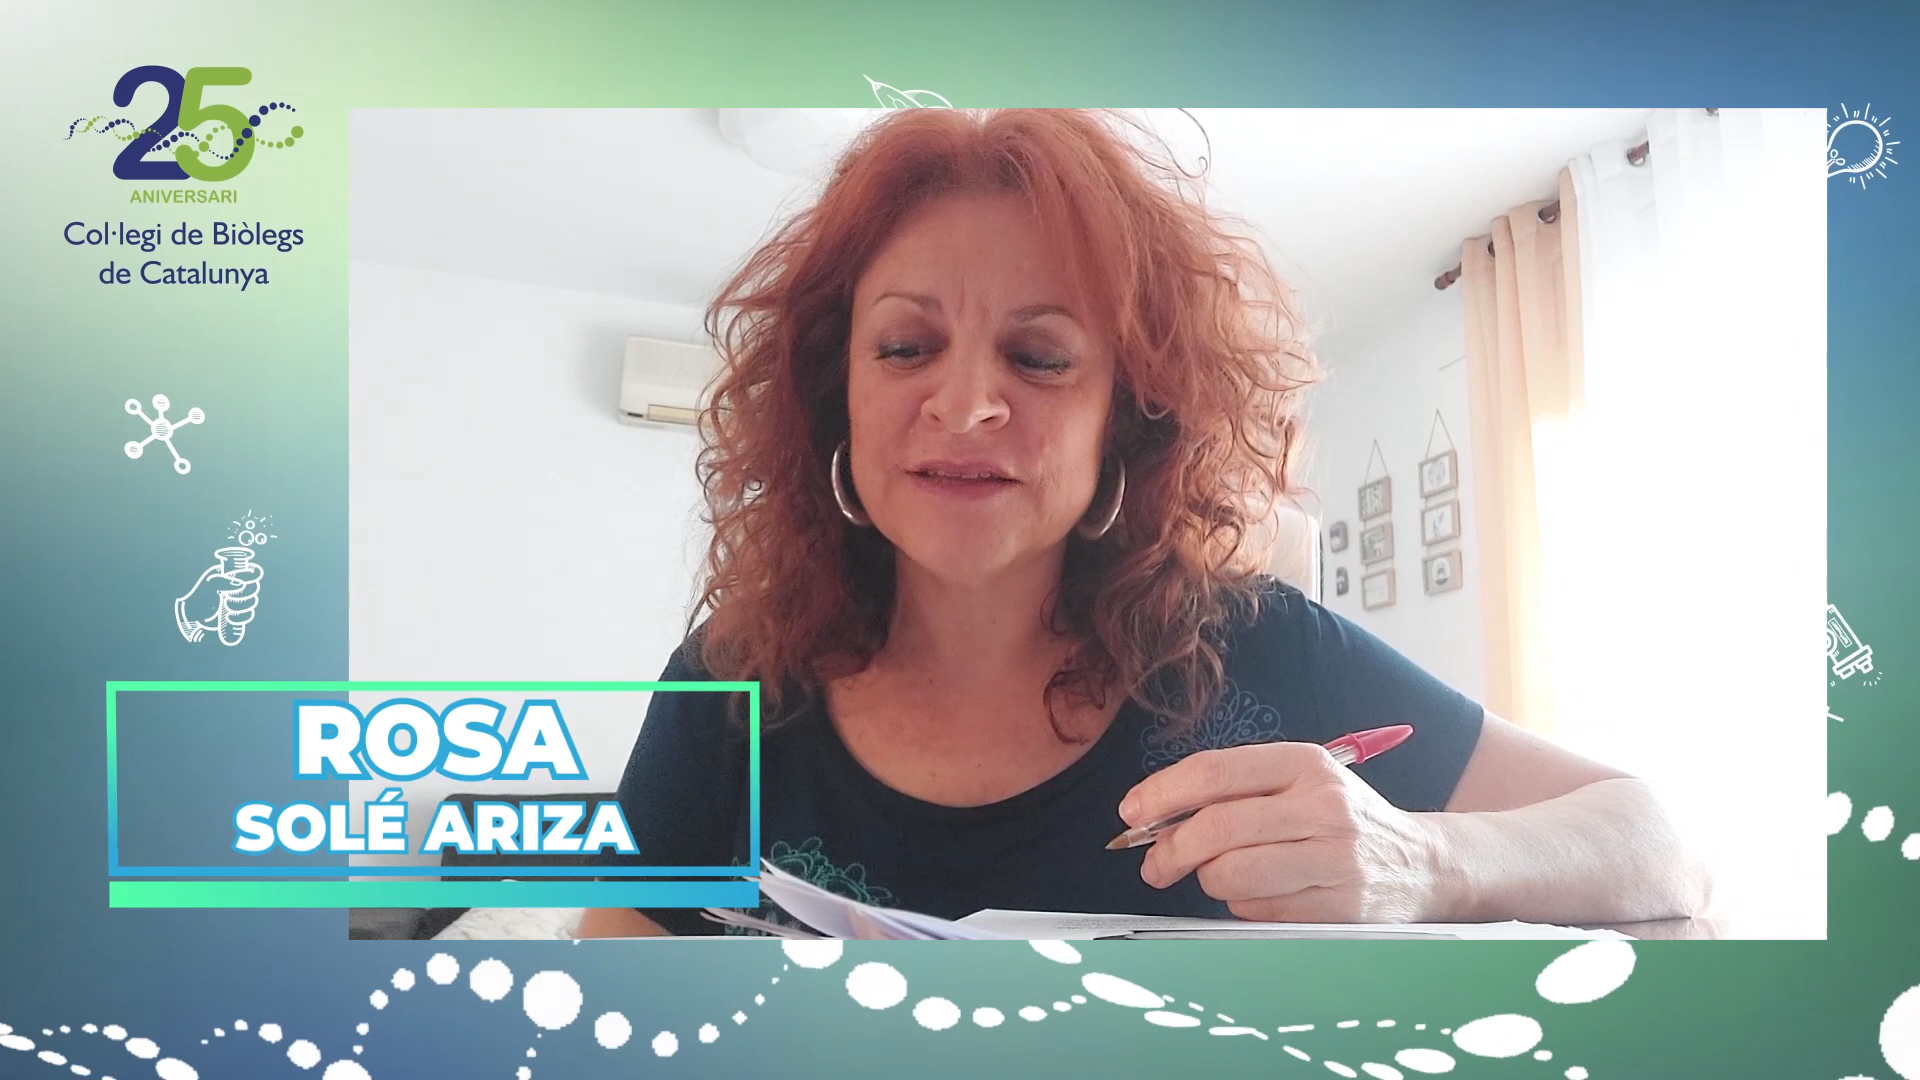 25
ANIVERSARI
Col·legi de Biòlegs
de Catalunya
ROSA
SOLÉ ARIZA